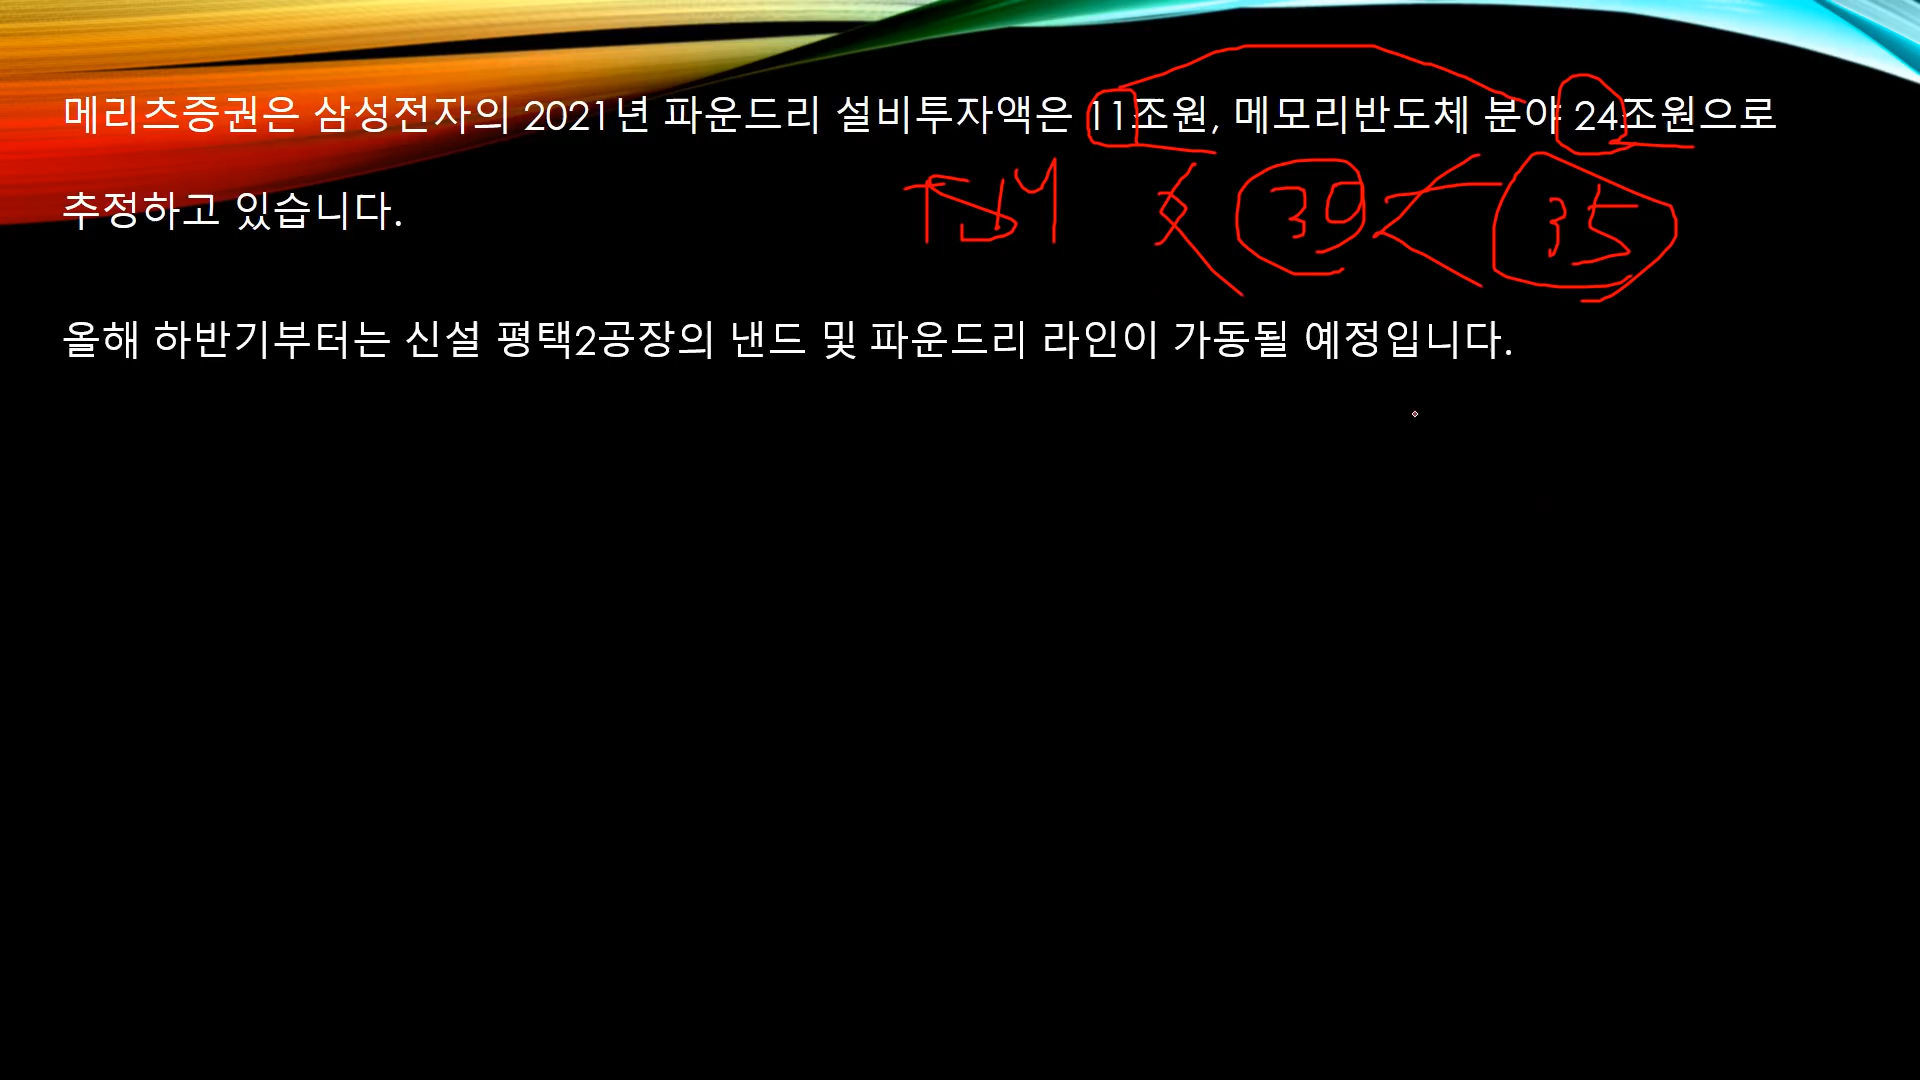 메리츠증권은 삼성전자의 2021년 파운드리 설비투자액은 11조원, 메모리반도체 분야 24조원으로
추정하고 있습니다.
35
올해 하반기부터는 신설 평택2공장의 낸드 및 파운드리 라인이 가동될 예정입니다.